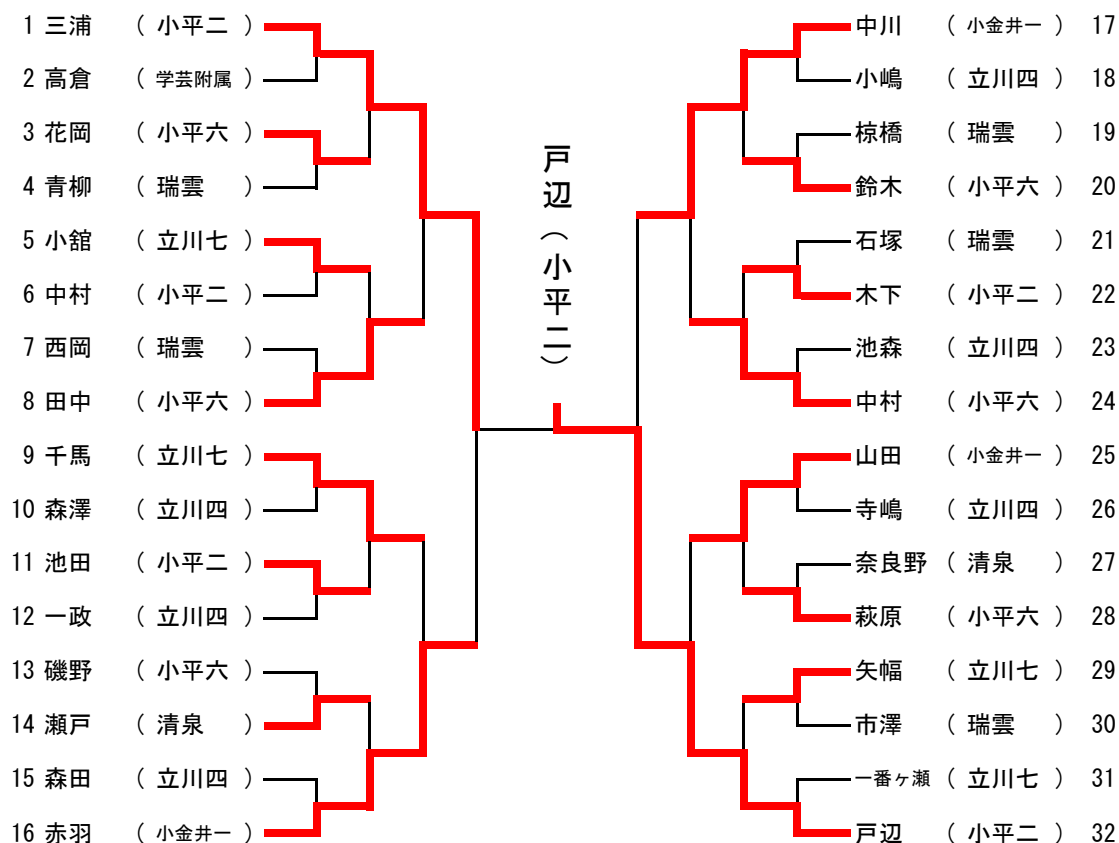 1 三浦 ( 小平二 )
2 高倉 ( 学芸附属 )
3 花岡 ( 小平六 )
4 青柳 ( 瑞雲 )
5 小舘 ( 立川七 )
6 中村 ( 小平二 )
7 西岡 ( 瑞雲 )
8 田中 ( 小平六 )
9 千馬 ( 立川七 )
10 森澤 ( 立川四 )
11 池田 ( 小平二 )
12 一政 ( 立川四 )
13 磯野 ( 小平六 )
14 瀬戸 ( 清泉 )
15 森田 ( 立川四 )
16 赤羽 ( 小金井一 )
戸辺(小平二)
中川 ( 小金井一 ) 17
小嶋 ( 立川四 ) 18
椋橋 ( 瑞雲 ) 19
鈴木 ( 小平六 ) 20
石塚 ( 瑞雲 ) 21
木下 ( 小平二 ) 22
池森 ( 立川四 ) 23
中村 ( 小平六 ) 24
山田 ( 小金井一 ) 25
寺嶋 ( 立川四 ) 26
奈良野 ( 清泉 ) 27
萩原 ( 小平六 ) 28
矢幅 ( 立川七 ) 29
市澤 ( 瑞雲 ) 30
一番ヶ瀬 ( 立川七 ) 31
戸辺 ( 小平二 ) 32